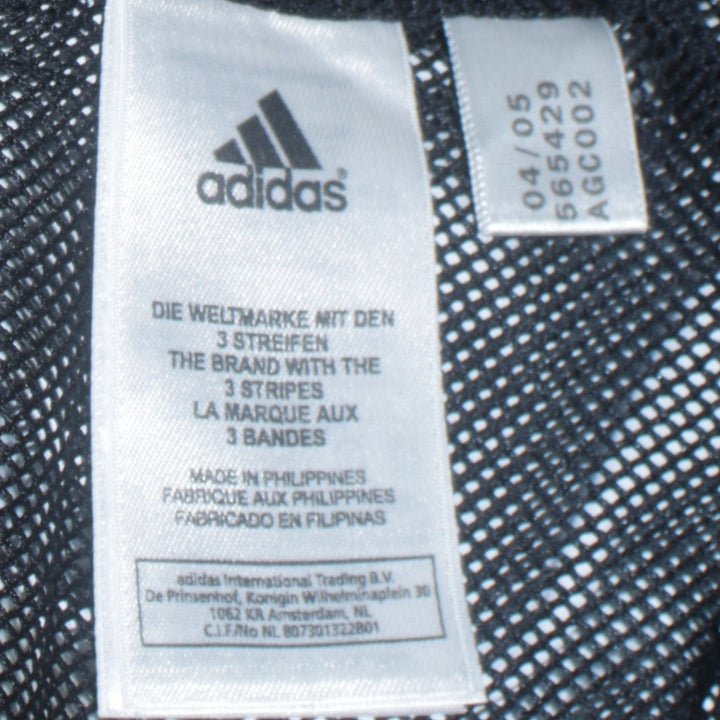 adidas
DIE WELTMARKE MIT DEN
3 STREIFEN
THE BRAND WITH THE
3 STRIPES
LA MARQUE AUX
3 BANDES
MADE IN PHILIPPINES
FABRIQUE AUX PHILIPPINES
FABRICADO EN FILIPINAS
adidas International Trading B.V.
De Prinsenhof, Konigin Wilhelminaplein 30
1062 KR Amsterdam, NL
C.I.F./No NL 807301322B01
04/05
565429
AGC002